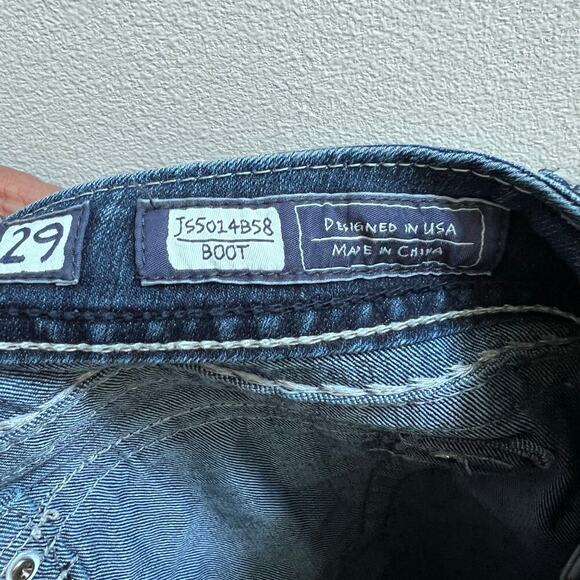 29
JS5014B58
BOOT
DESIGNED IN USA
MADE IN CHINA